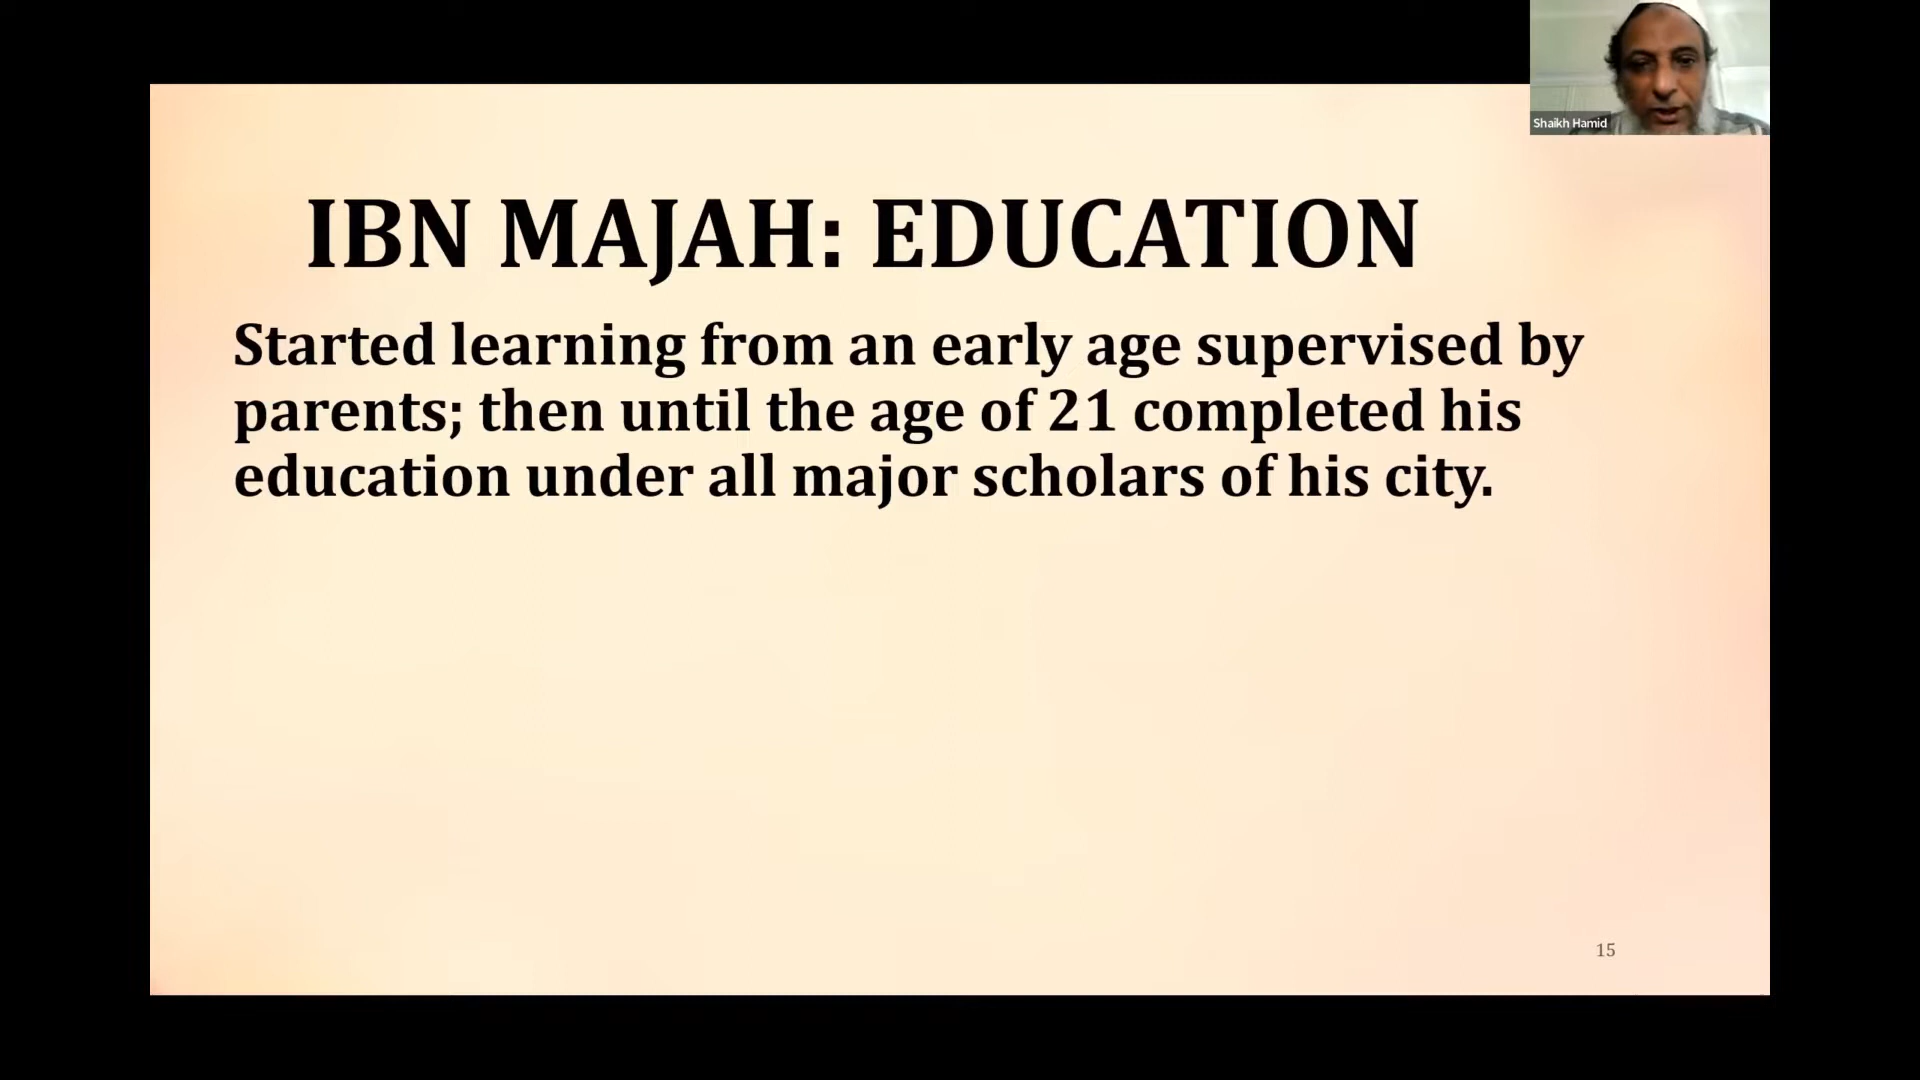 Shaikh Hamid
IBN MAJAH: EDUCATION
Started learning from an early age supervised by
parents; then until the age of 21 completed his
education under all major scholars of his city.
15